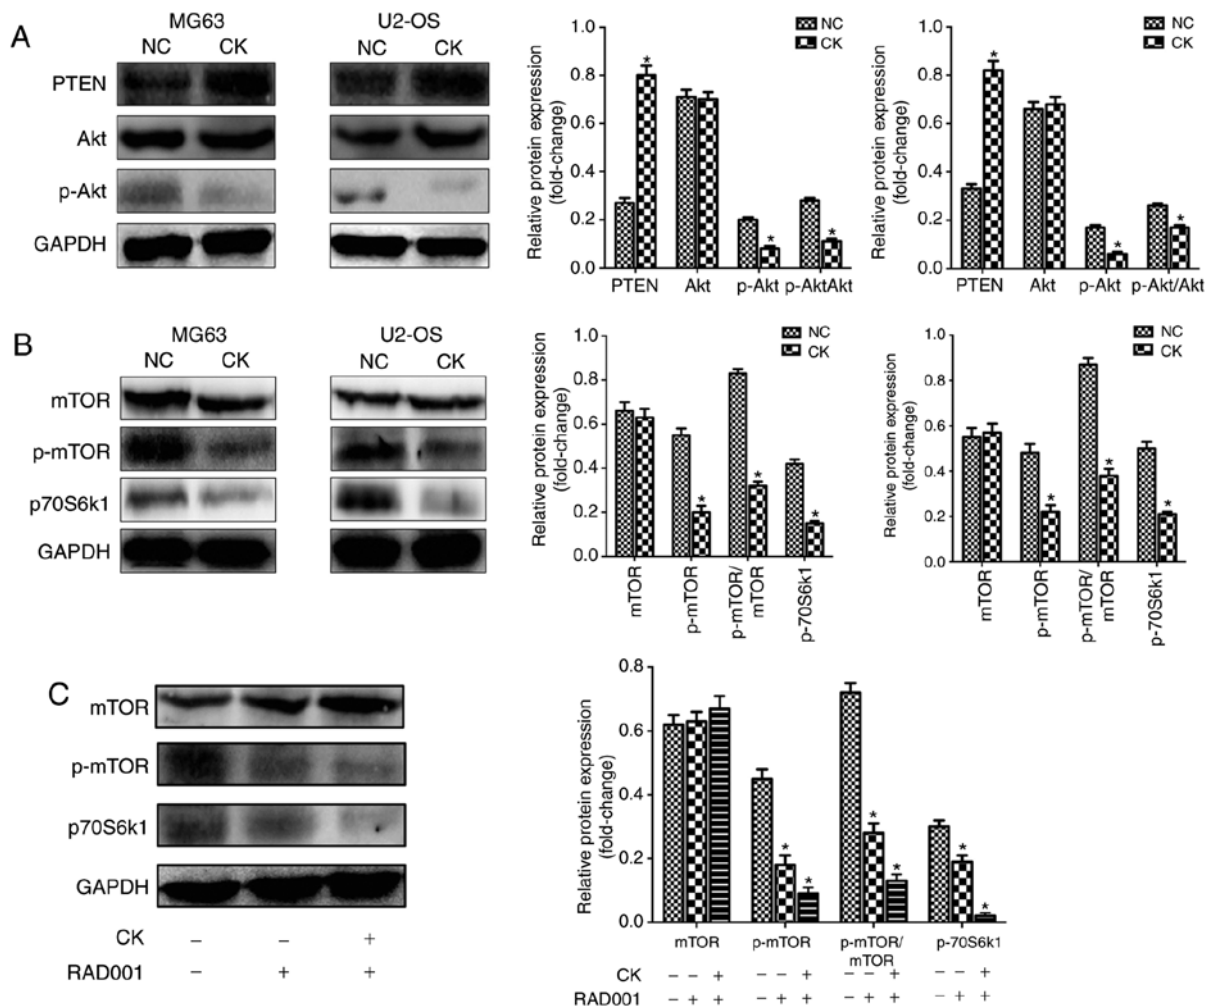 A
MG63
U2-OS
NC CK
NC CK
PTEN
Akt
p-Akt
GAPDH
Relative protein expression
(fold-change)
1.0
0.8
0.6
0.4
0.2
0.0
NC
CK
*
*
*
PTEN Akt p-Akt p-AktAkt
Relative protein expression
(fold-change)
1.0
0.8
0.6
0.4
0.2
0.0
NC
CK
*
*
*
PTEN Akt p-Akt p-Akt/Akt
B
MG63
U2-OS
NC CK
NC CK
mTOR
p-mTOR
p70S6k1
GAPDH
Relative protein expression
(fold-change)
1.0
0.8
0.6
0.4
0.2
0.0
NC
CK
*
*
*
mTOR
p-mTOR
p-mTOR/
mTOR
p-70S6k1
Relative protein expression
(fold-change)
1.0
0.8
0.6
0.4
0.2
0.0
NC
CK
*
*
*
mTOR
p-mTOR
p-mTOR/
mTOR
p-70S6k1
C
mTOR
p-mTOR
p70S6k1
GAPDH
CK – – +
RAD001 – + +
Relative protein expression
(fold-change)
0.8
0.6
0.4
0.2
0.0
*
*
*
*
*
*
mTOR p-mTOR p-mTOR/ p-70S6k1
mTOR
CK – – + – – + – – + – – +
RAD001 – + + – + + – + + – + +